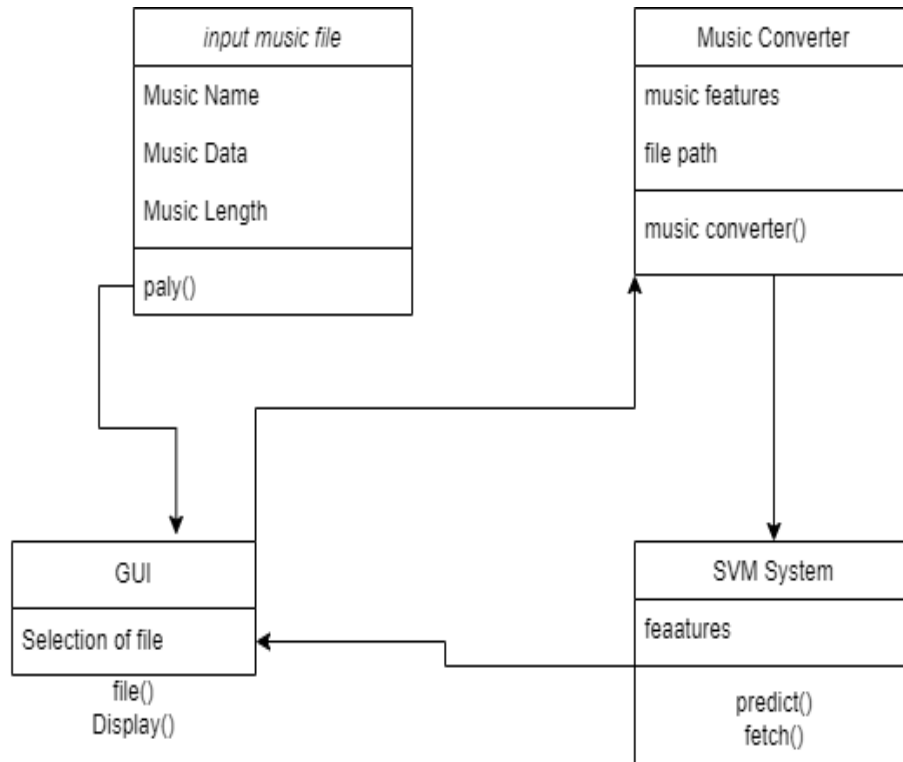 input music file
Music Name
Music Data
Music Length
paly()
Music Converter
music features
file path
music converter()
GUI
Selection of file
file()
Display()
SVM System
feaatures
predict()
fetch()